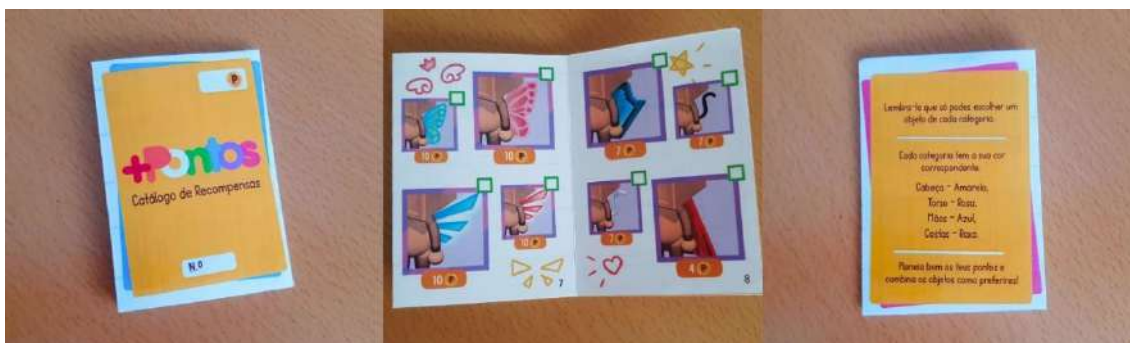 P
+Pontos
Catálogo de Recompensas
N.º
10 P
10 P
10 P
10 P
7
7 P
7 P
7 P
4 P
8
Lembra-te que só podes escolher um
objeto de cada categoria.
Cada categoria tem a sua cor
correspondente.
Cabeça - Amarelo,
Torso - Rosa,
Mãos - Azul,
Costas - Roxo.
Planeia bem os teus pontos e
combina os objetos como preferires!